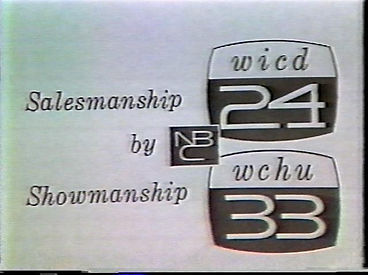 wicd
24
Salesmanship
by
NBC
wchu
Showmanship
33